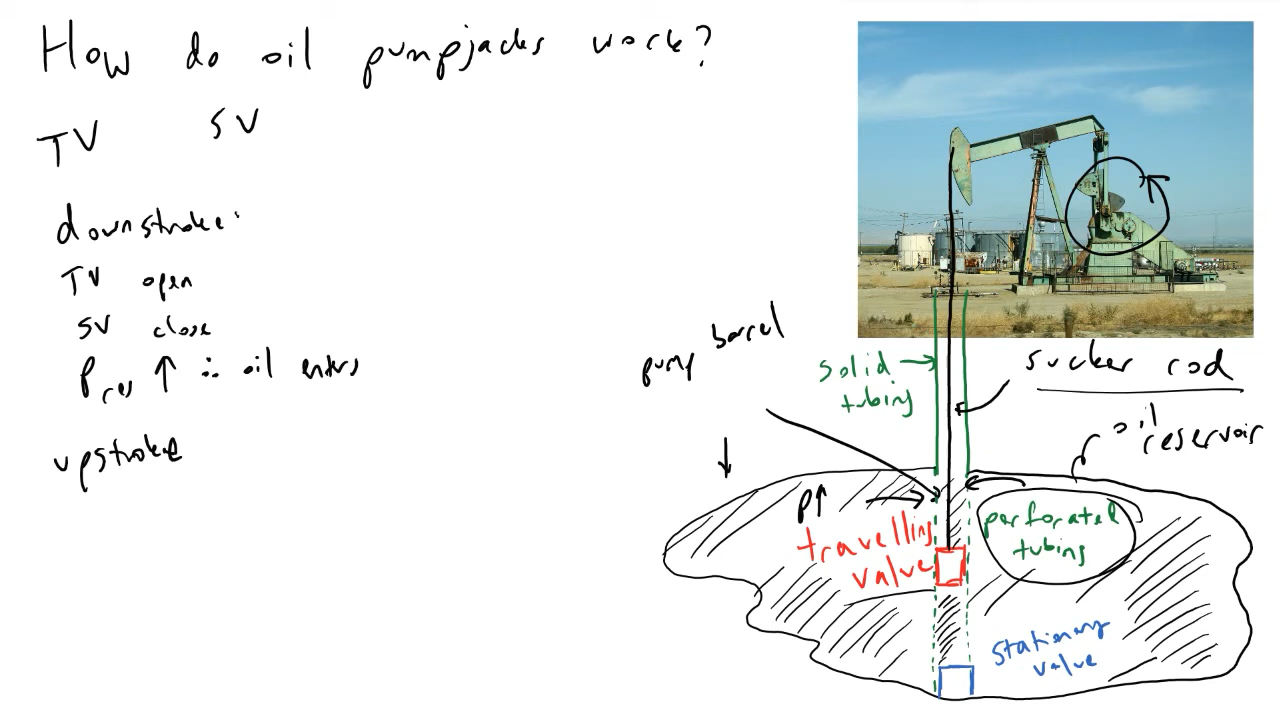 How do oil pumpjacks work?
TV SV
downstroke:
TV open
SV close
Pres ↑ ∴ oil enters
upstroke
pump barrel
solid
tubing
sucker rod
oil
reservoir
P↑
travelling
valve
perforated
tubing
stationary
valve